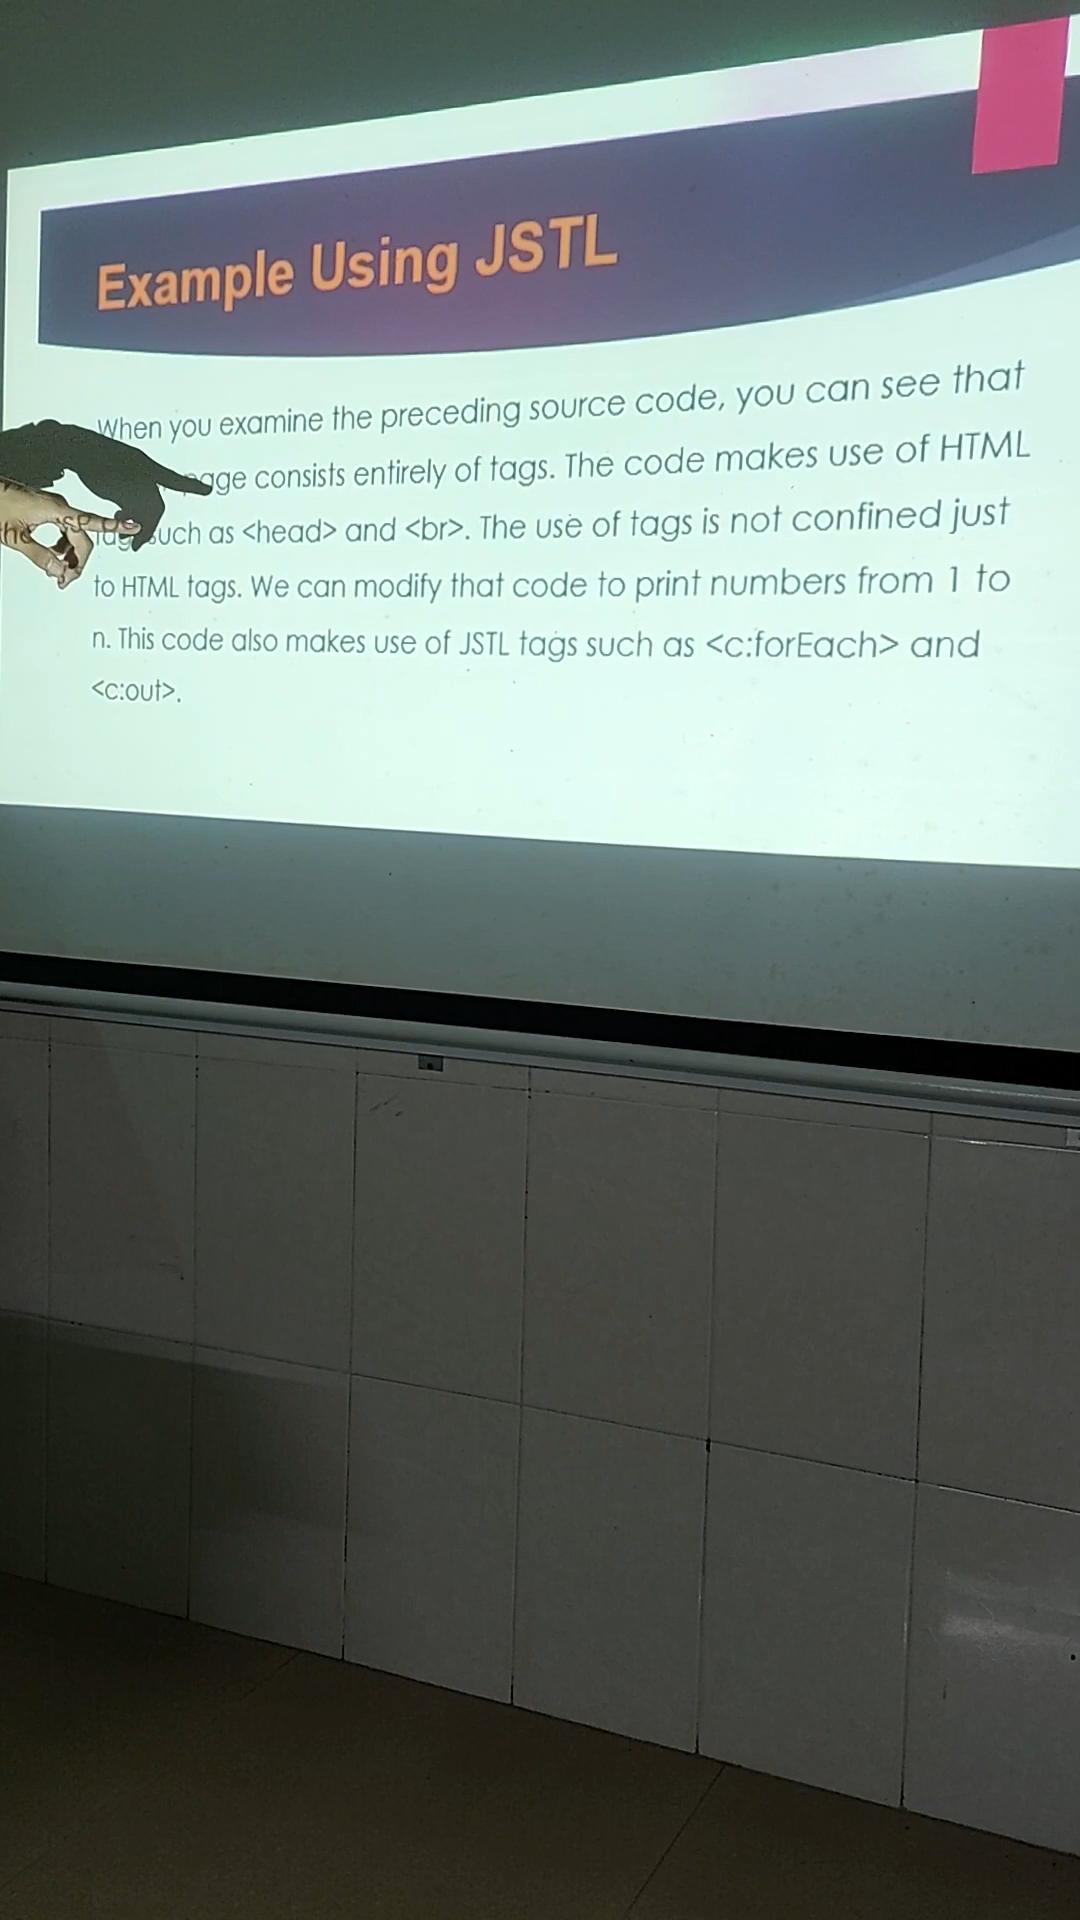 Example Using JSTL
When you examine the preceding source code, you can see that
page consists entirely of tags. The code makes use of HTML
such as <head> and <br>. The use of tags is not confined just
to HTML tags. We can modify that code to print numbers from 1 to
n. This code also makes use of JSTL tags such as <c:forEach> and
<c:out>.